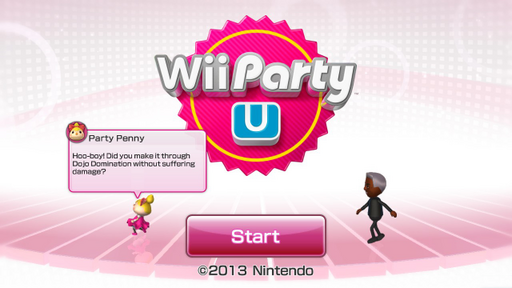 Wii Party
U
Party Penny
Hoo-boy! Did you make it through
Dojo Domination without suffering
damage?
Start
©2013 Nintendo